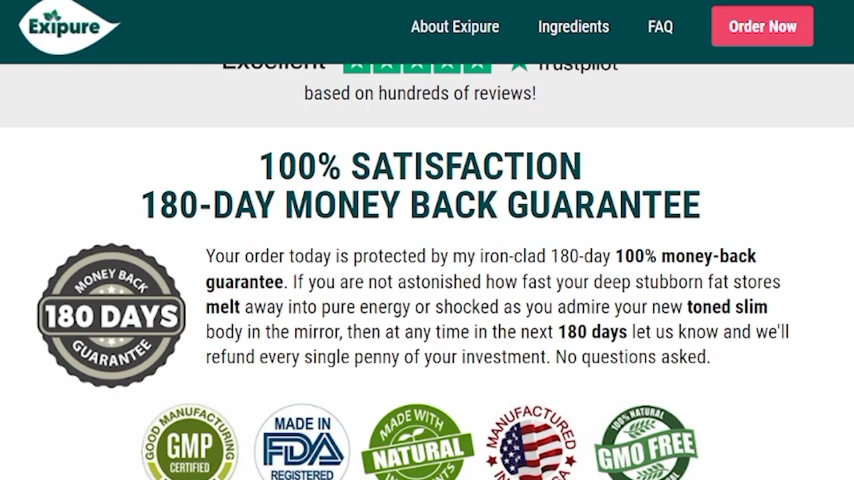 Exipure
About Exipure
Ingredients
FAQ
Order Now
Excellent
Trustpilot
based on hundreds of reviews!
100% SATISFACTION
180-DAY MONEY BACK GUARANTEE
Your order today is protected by my iron-clad 180-day 100% money-back
guarantee. If you are not astonished how fast your deep stubborn fat stores
melt away into pure energy or shocked as you admire your new toned slim
body in the mirror, then at any time in the next 180 days let us know and we'll
refund every single penny of your investment. No questions asked.
MONEY BACK
180 DAYS
GUARANTEE
GOOD MANUFACTURING
GMP
CERTIFIED
MADE IN
FDA
REGISTERED
MADE WITH
NATURAL
MANUFACTURED
100% NATURAL
GMO FREE